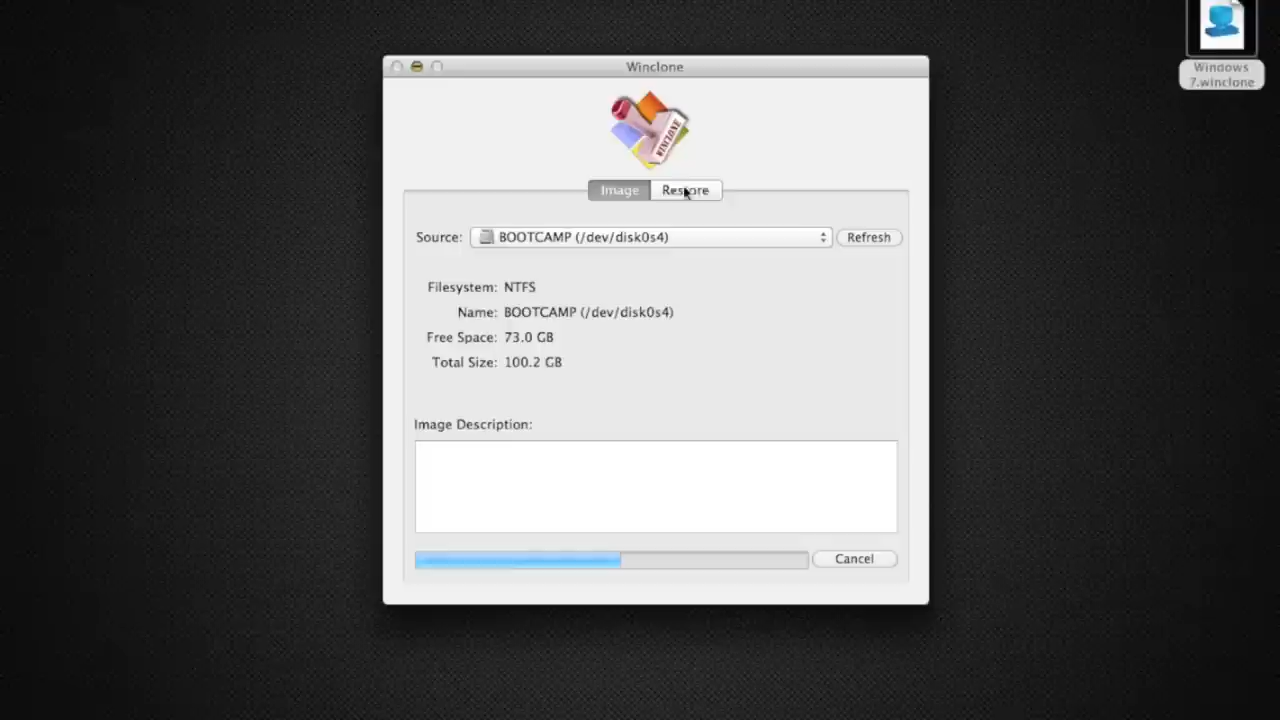 Windows
7.winclone
Winclone
WINCLONE
Image Restore
Source: BOOTCAMP (/dev/disk0s4) Refresh
Filesystem: NTFS
Name: BOOTCAMP (/dev/disk0s4)
Free Space: 73.0 GB
Total Size: 100.2 GB
Image Description:
Cancel